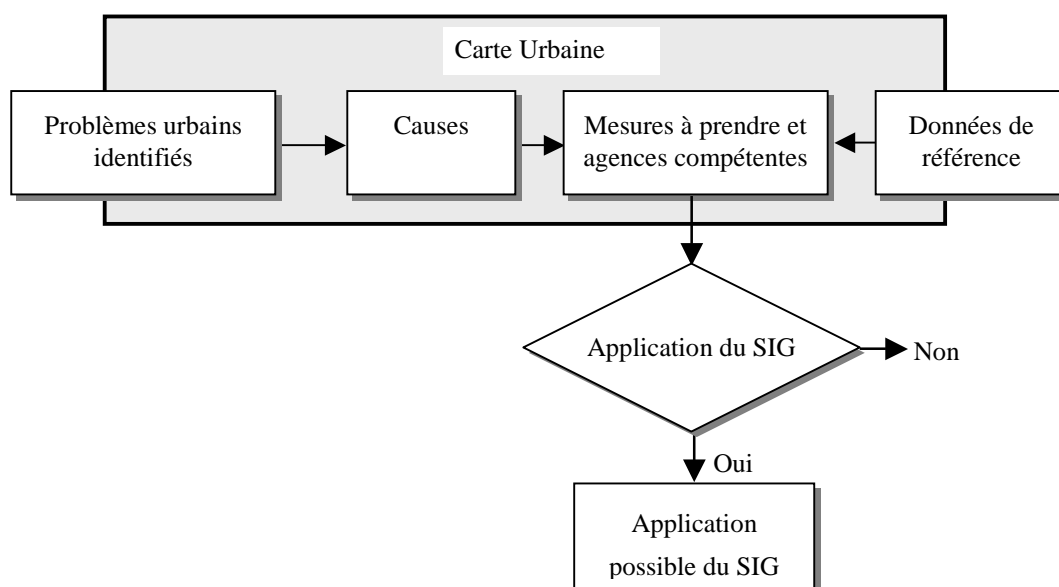 Carte Urbaine
Problèmes urbains
identifiés
Causes
Mesures à prendre et
agences compétentes
Données de
référence
Application du SIG
Non
Oui
Application
possible du SIG